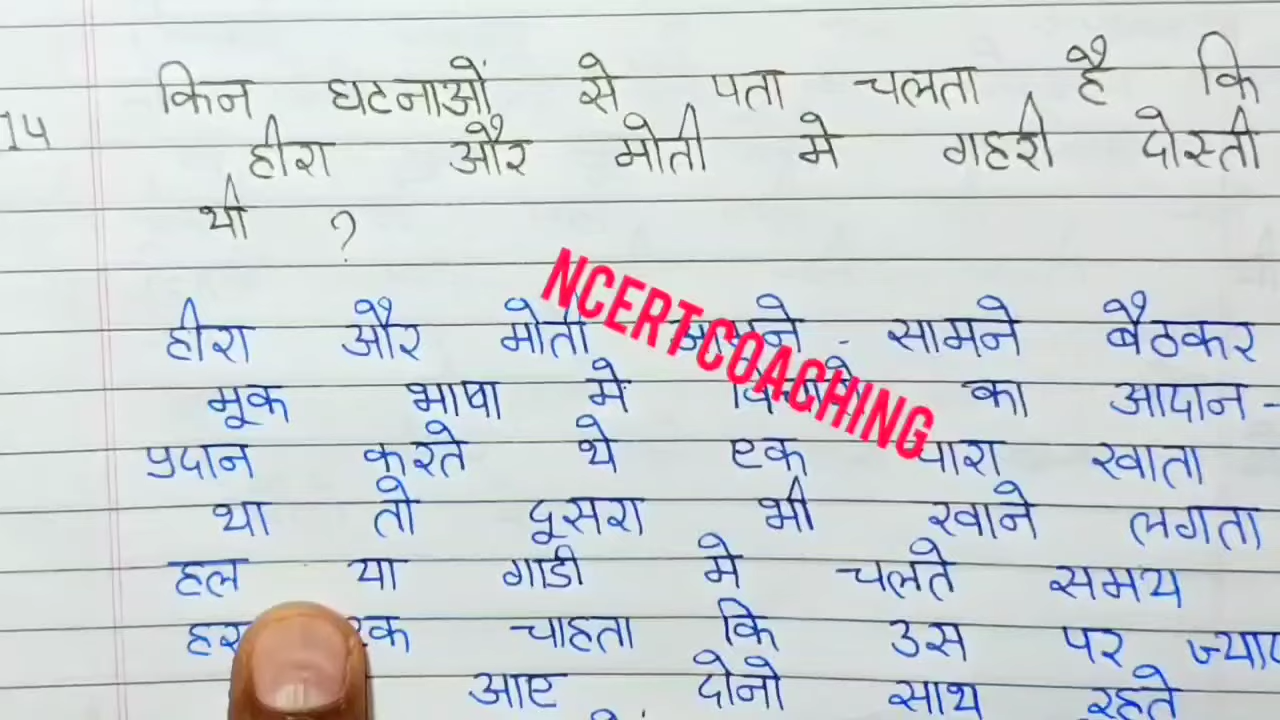 14 किन घटनाओं से पता चलता है कि
हीरा और मोती मे गहरी दोस्ती
थी ?
हीरा और मोती - सामने बैठकर
मूक भाषा में का आदान -
प्रदान करते थे एक चारा खाता
था तो दूसरा भी खाने लगता
हल या गाडी मे चलते समय
चाहता कि उस पर
आए दोनो साथ रहते
NCERT COACHING